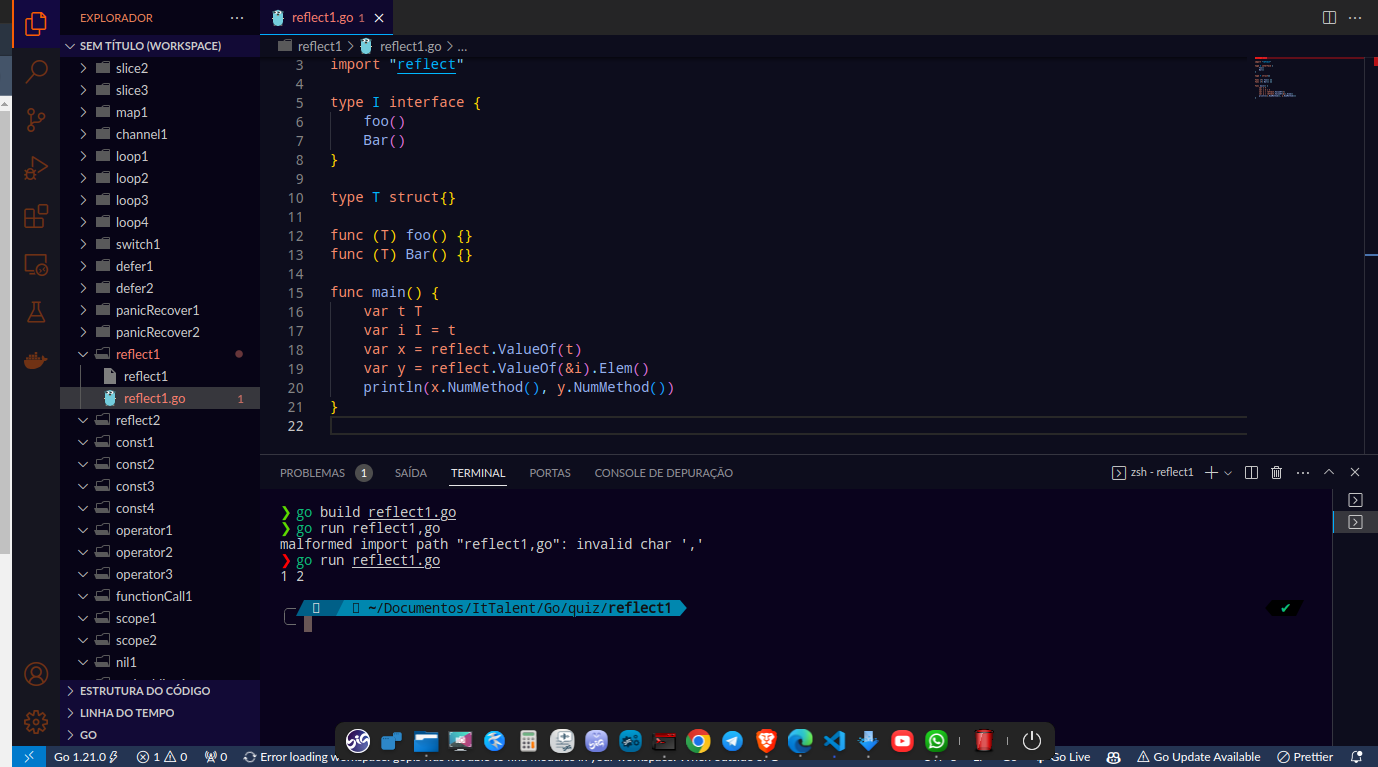 EXPLORADOR
reflect1.go 1
SEM TÍTULO (WORKSPACE)
slice2
slice3
map1
channel1
loop1
loop2
loop3
loop4
switch1
defer1
defer2
panicRecover1
panicRecover2
reflect1
reflect1
reflect1.go 1
reflect2
const1
const2
const3
const4
operator1
operator2
operator3
functionCall1
scope1
scope2
nil1
ESTRUTURA DO CÓDIGO
LINHA DO TEMPO
GO
reflect1 > reflect1.go > ...
3 import "reflect"
4
5 type I interface {
6 foo()
7 Bar()
8 }
9
10 type T struct{}
11
12 func (T) foo() {}
13 func (T) Bar() {}
14
15 func main() {
16 var t T
17 var i I = t
18 var x = reflect.ValueOf(t)
19 var y = reflect.ValueOf(&i).Elem()
20 println(x.NumMethod(), y.NumMethod())
21 }
22
PROBLEMAS 1 SAÍDA TERMINAL PORTAS CONSOLE DE DEPURAÇÃO
zsh - reflect1
❯ go build reflect1.go
❯ go run reflect1,go
malformed import path "reflect1,go": invalid char ','
❯ go run reflect1.go
1 2
~/Documentos/ItTalent/Go/quiz/reflect1
Go 1.21.0 1 0 0 Error loading workspace: gopls was not able to find modules in your workspace. When outside of G
Go Live Go Update Available Prettier